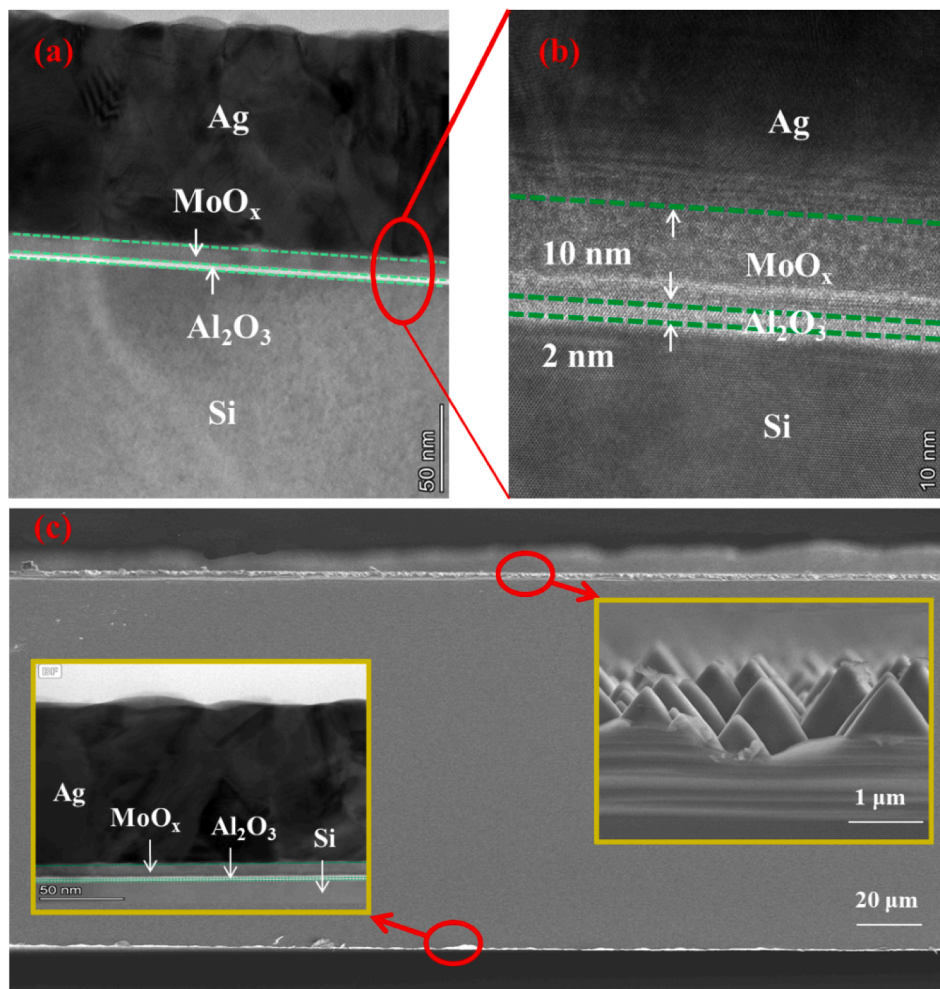 (a)
Ag
MoOₓ
Al₂O₃
Si
50 nm
(b)
Ag
10 nm
MoOₓ
Al₂O₃
2 nm
Si
10 nm
(c)
Ag
MoOₓ
Al₂O₃
Si
50 nm
1 μm
20 μm